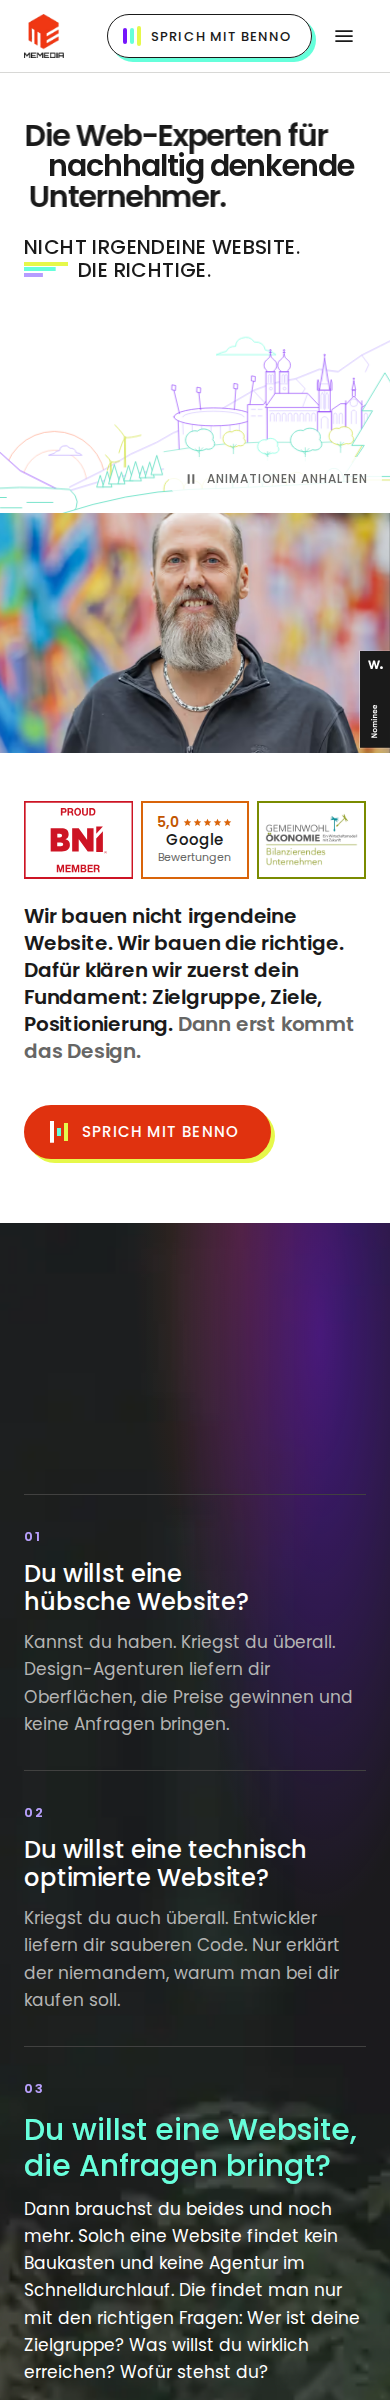 MEMEDIA
SPRICH MIT BENNO
Die Web-Experten für
nachhaltig denkende
Unternehmer.
NICHT IRGENDEINE WEBSITE.
DIE RICHTIGE.
ANIMATIONEN ANHALTEN
W.
Nominee
PROUD
BNI
MEMBER
5,0 ★★★★★
Google
Bewertungen
GEMEINWOHL
ÖKONOMIE
Bilanzierendes
Unternehmen
Wir bauen nicht irgendeine
Website. Wir bauen die richtige.
Dafür klären wir zuerst dein
Fundament: Zielgruppe, Ziele,
Positionierung. Dann erst kommt
das Design.
SPRICH MIT BENNO
01
Du willst eine
hübsche Website?
Kannst du haben. Kriegst du überall.
Design-Agenturen liefern dir
Oberflächen, die Preise gewinnen und
keine Anfragen bringen.
02
Du willst eine technisch
optimierte Website?
Kriegst du auch überall. Entwickler
liefern dir sauberen Code. Nur erklärt
der niemandem, warum man bei dir
kaufen soll.
03
Du willst eine Website,
die Anfragen bringt?
Dann brauchst du beides und noch
mehr. Solch eine Website findet kein
Baukasten und keine Agentur im
Schnelldurchlauf. Die findet man nur
mit den richtigen Fragen: Wer ist deine
Zielgruppe? Was willst du wirklich
erreichen? Wofür stehst du?